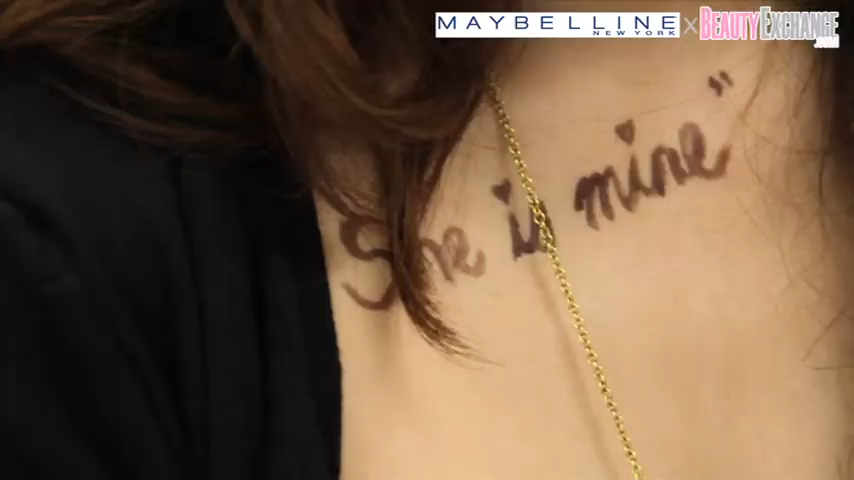 MAYBELLINE
NEW YORK
X
BEAUTYEXCHANGE
.com
She is mine"